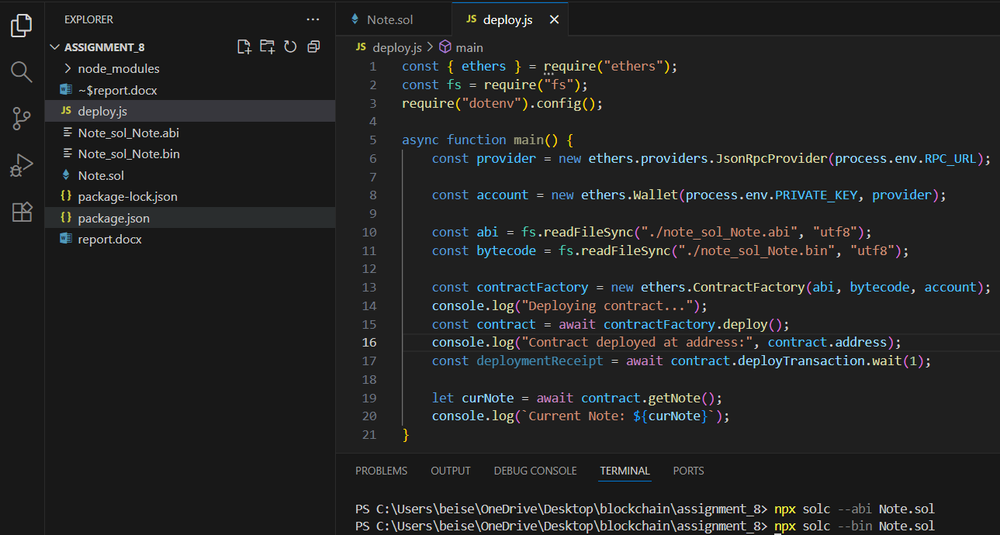 EXPLORER
ASSIGNMENT_8
node_modules
~$report.docx
JS deploy.js
Note_sol_Note.abi
Note_sol_Note.bin
Note.sol
{} package-lock.json
{} package.json
report.docx
Note.sol
JS deploy.js
JS deploy.js > main
1 const { ethers } = require("ethers");
2 const fs = require("fs");
3 require("dotenv").config();
4
5 async function main() {
6 const provider = new ethers.providers.JsonRpcProvider(process.env.RPC_URL);
7
8 const account = new ethers.Wallet(process.env.PRIVATE_KEY, provider);
9
10 const abi = fs.readFileSync("./note_sol_Note.abi", "utf8");
11 const bytecode = fs.readFileSync("./note_sol_Note.bin", "utf8");
12
13 const contractFactory = new ethers.ContractFactory(abi, bytecode, account);
14 console.log("Deploying contract...");
15 const contract = await contractFactory.deploy();
16 console.log("Contract deployed at address:", contract.address);
17 const deploymentReceipt = await contract.deployTransaction.wait(1);
18
19 let curNote = await contract.getNote();
20 console.log(`Current Note: ${curNote}`);
21 }
PROBLEMS OUTPUT DEBUG CONSOLE TERMINAL PORTS
PS C:\Users\beise\OneDrive\Desktop\blockchain\assignment_8> npx solc --abi Note.sol
PS C:\Users\beise\OneDrive\Desktop\blockchain\assignment_8> npx solc --bin Note.sol